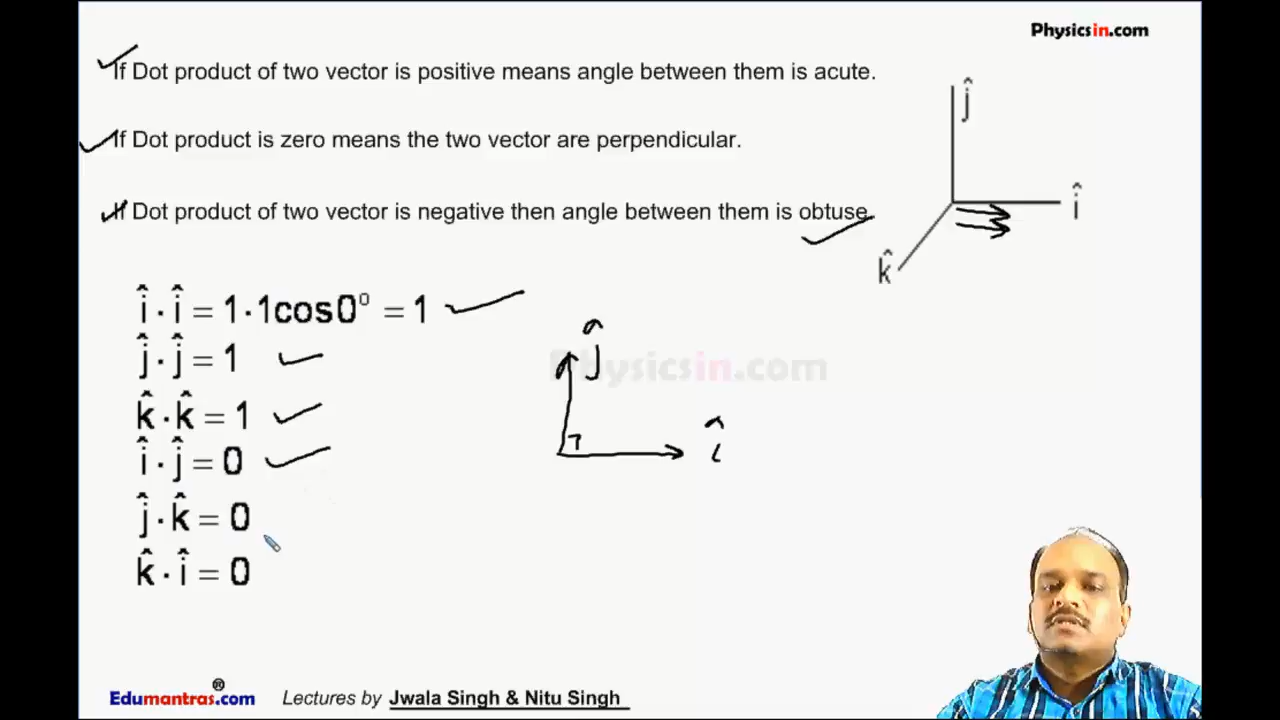 Physicsin.com
If Dot product of two vector is positive means angle between them is acute.
If Dot product is zero means the two vector are perpendicular.
If Dot product of two vector is negative then angle between them is obtuse.
ĵ
î
k̂
î · î = 1 · 1cos0° = 1
ĵ · ĵ = 1
k̂ · k̂ = 1
î · ĵ = 0
ĵ · k̂ = 0
k̂ · î = 0
ĵ
î
Physicsin.com
Edumantras.com ® Lectures by Jwala Singh & Nitu Singh